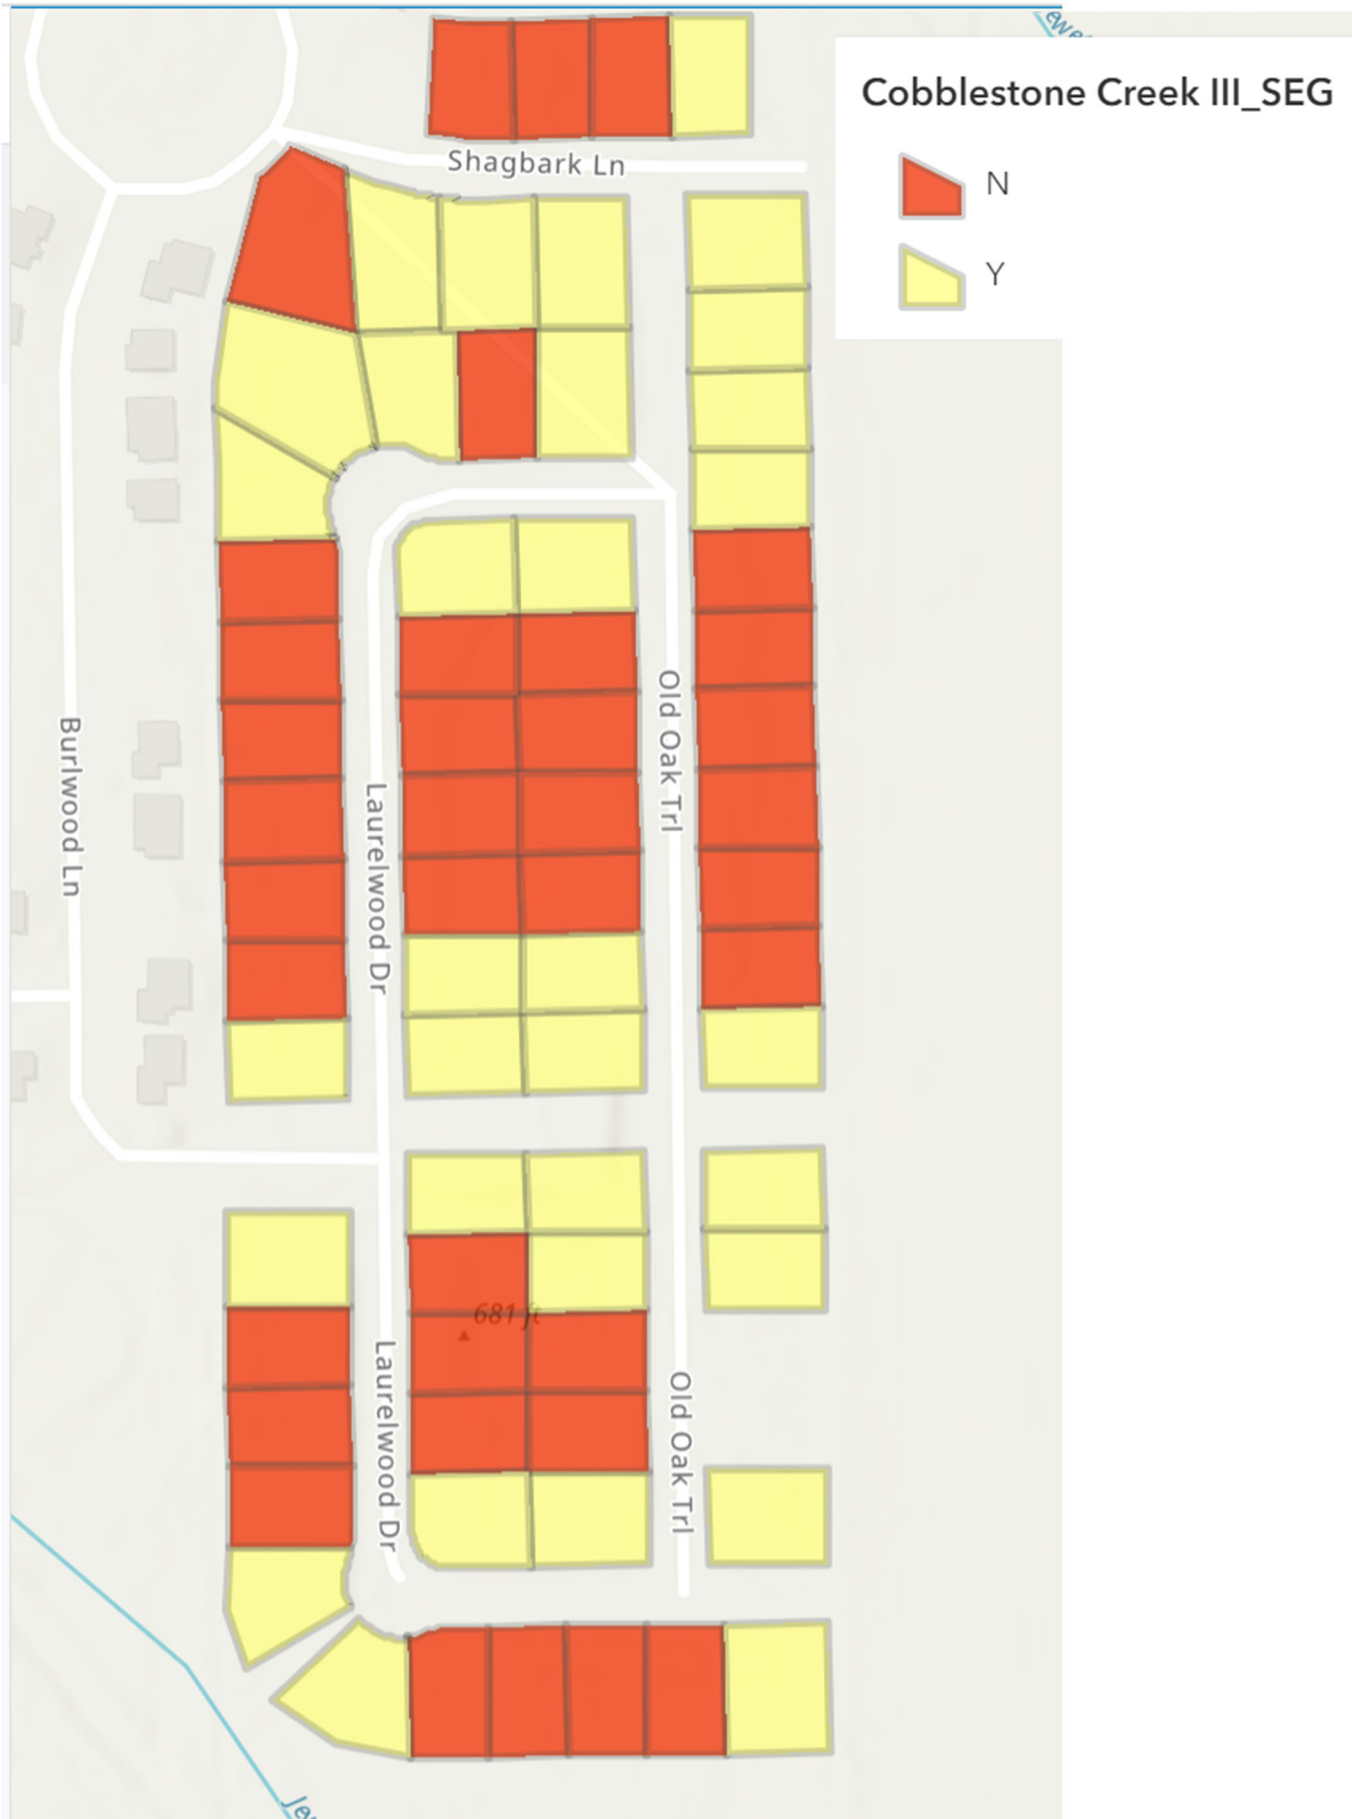 Cobblestone Creek III_SEG
N
Y
Shagbark Ln
Burlwood Ln
Laurelwood Dr
Old Oak Trl
681 ft
Laurelwood Dr
Old Oak Trl